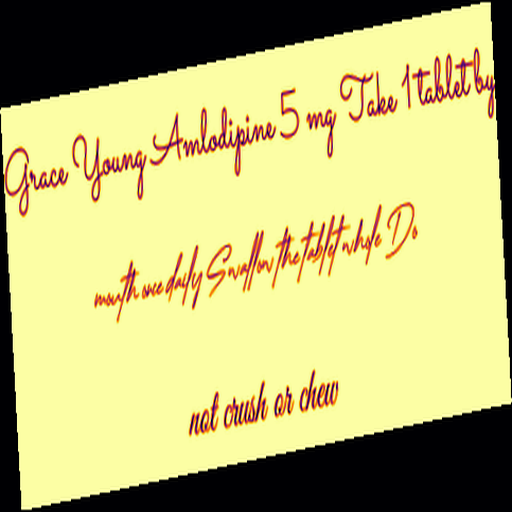 Grace Young Amlodipine 5 mg Take 1 tablet by
mouth once daily Swallow the tablet whole Do
not crush or chew